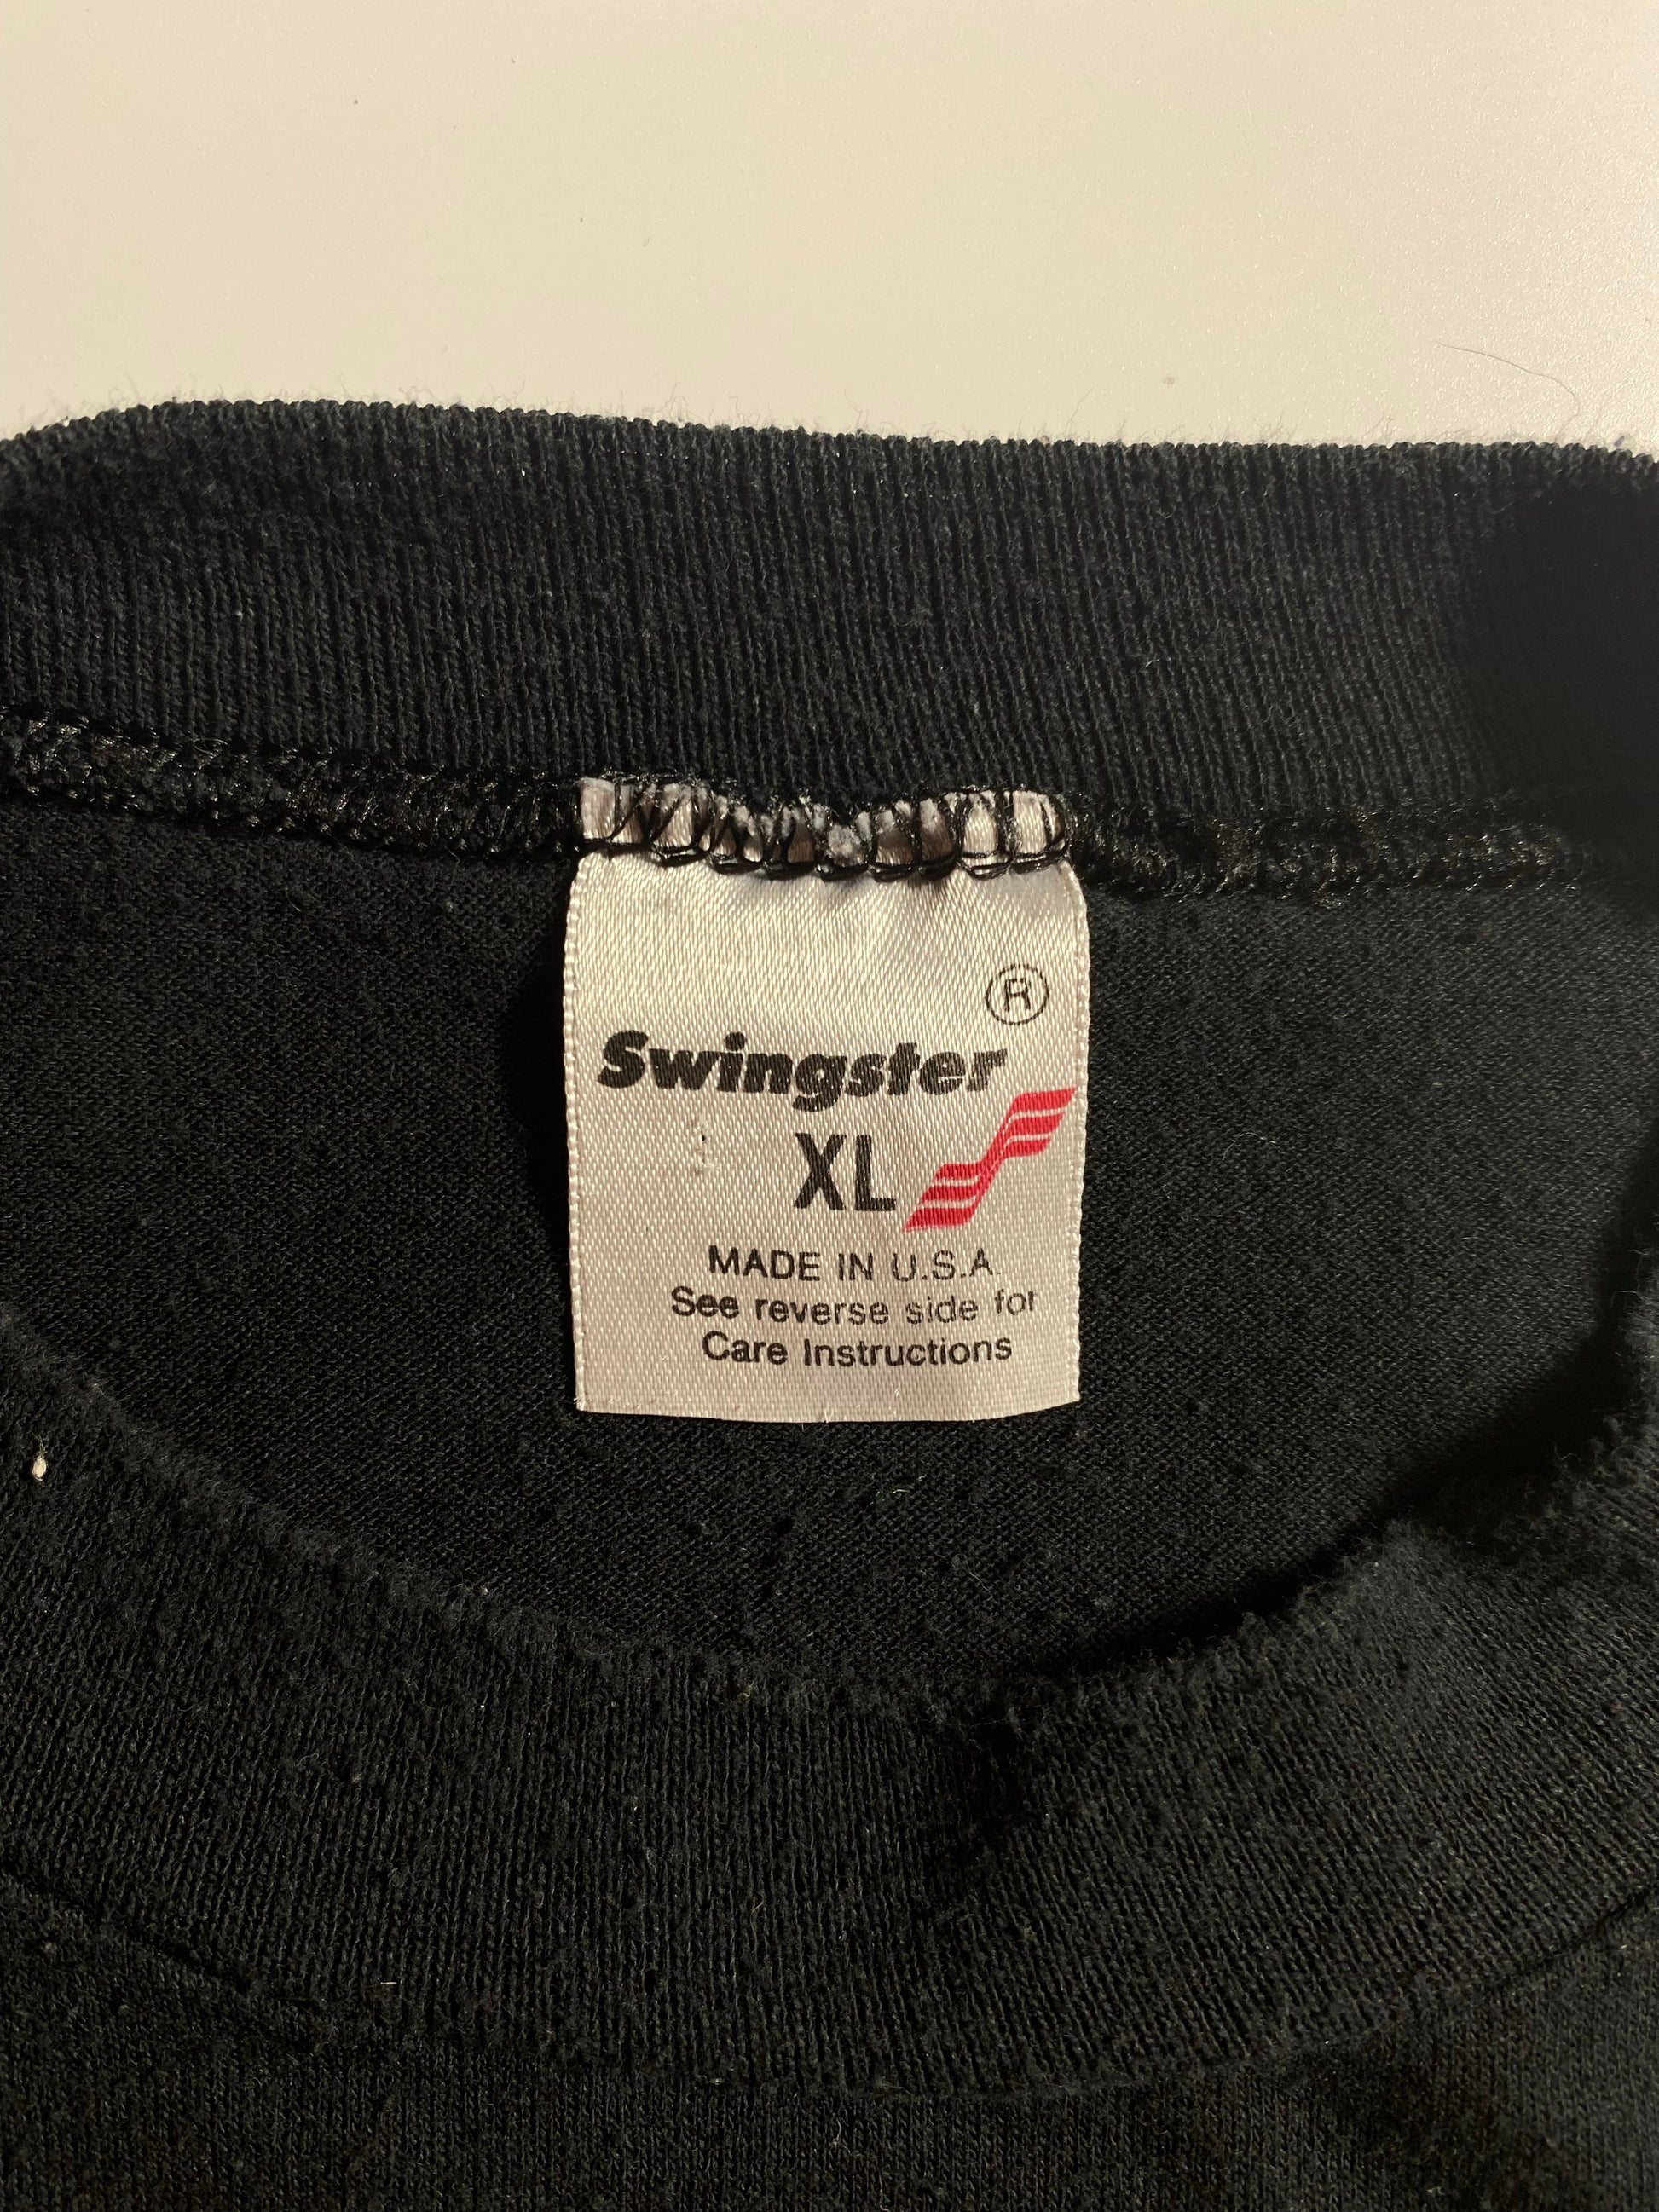 ®
Swingster
XL
MADE IN U.S.A.
See reverse side for
Care Instructions